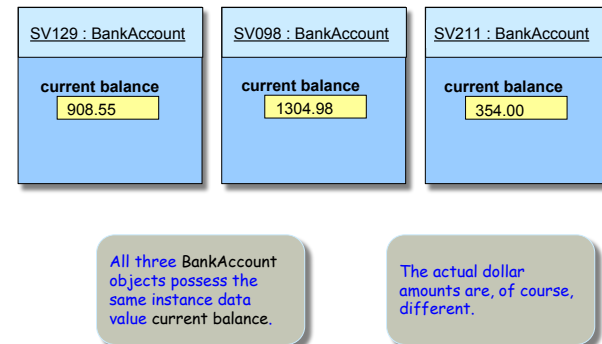 SV129 : BankAccount
SV098 : BankAccount
SV211 : BankAccount
current balance
908.55
current balance
1304.98
current balance
354.00
All three BankAccount
objects possess the
same instance data
value current balance.
The actual dollar
amounts are, of course,
different.